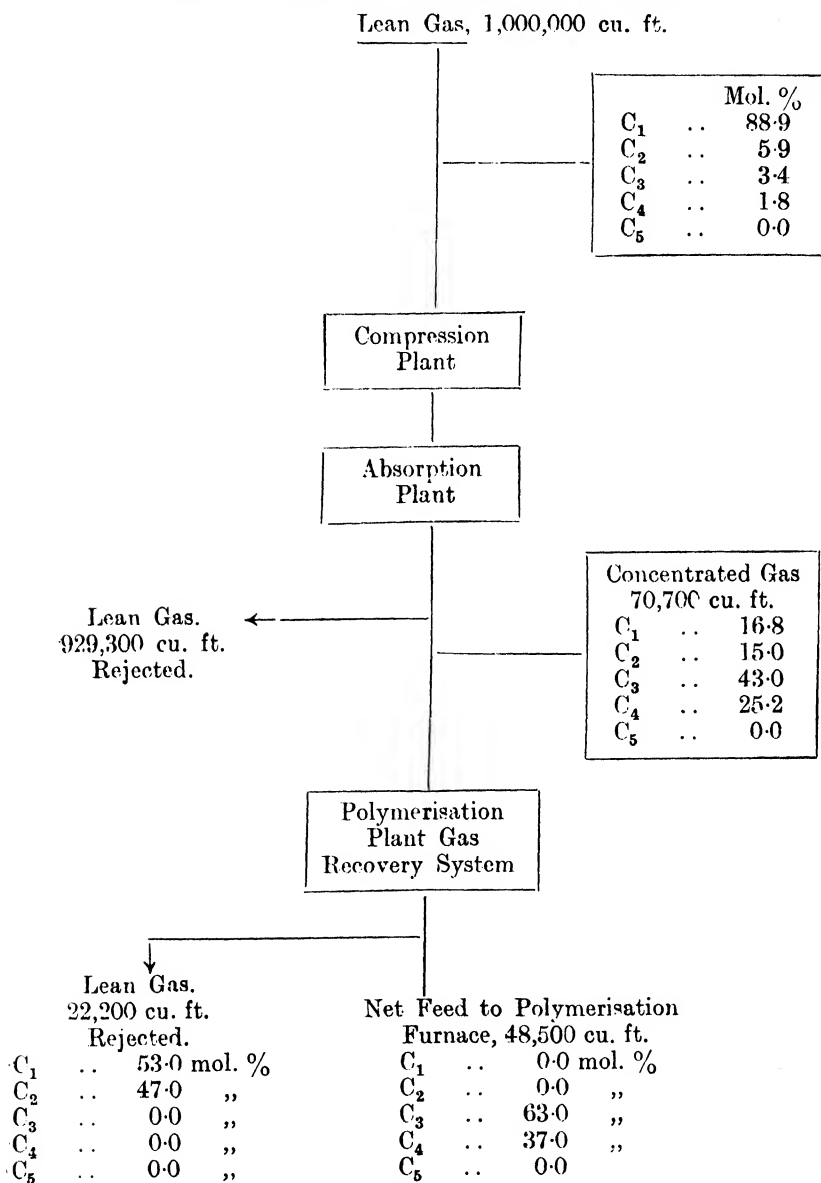 Lean Gas, 1,000,000 cu. ft.
Mol. %
C₁ .. 88·9
C₂ .. 5·9
C₃ .. 3·4
C₄ .. 1·8
C₅ .. 0·0
Compression
Plant
Absorption
Plant
Lean Gas.
929,300 cu. ft.
Rejected.
Concentrated Gas
70,700 cu. ft.
C₁ .. 16·8
C₂ .. 15·0
C₃ .. 43·0
C₄ .. 25·2
C₅ .. 0·0
Polymerisation
Plant Gas
Recovery System
Lean Gas.
22,200 cu. ft.
Rejected.
C₁ .. 53·0 mol. %
C₂ .. 47·0 ,,
C₃ .. 0·0 ,,
C₄ .. 0·0 ,,
C₅ .. 0·0 ,,
Net Feed to Polymerisation
Furnace, 48,500 cu. ft.
C₁ .. 0·0 mol. %
C₂ .. 0·0 ,,
C₃ .. 63·0 ,,
C₄ .. 37·0 ,,
C₅ .. 0·0